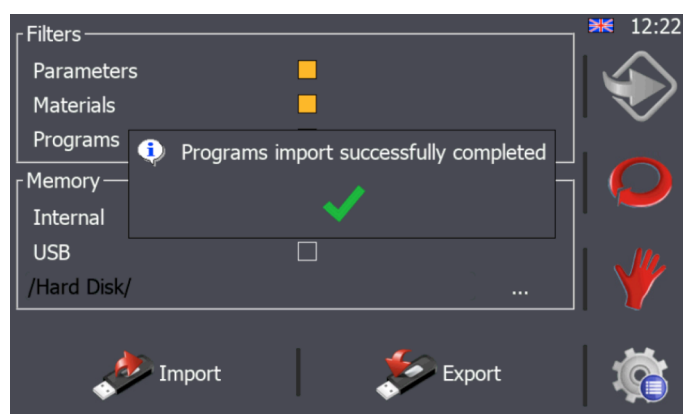 12:22
Filters
Parameters
Materials
Programs
Programs import successfully completed
Memory
Internal
USB
/Hard Disk/
...
Import
Export